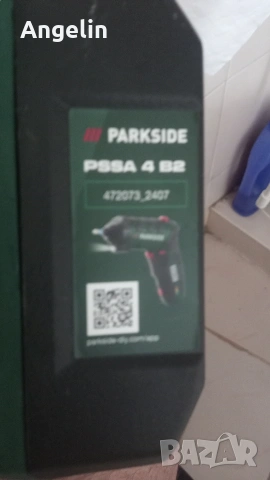 Angelin
PARKSIDE
PSSA 4 B2
472073_2407
parkside-diy.com/app
BAZAR